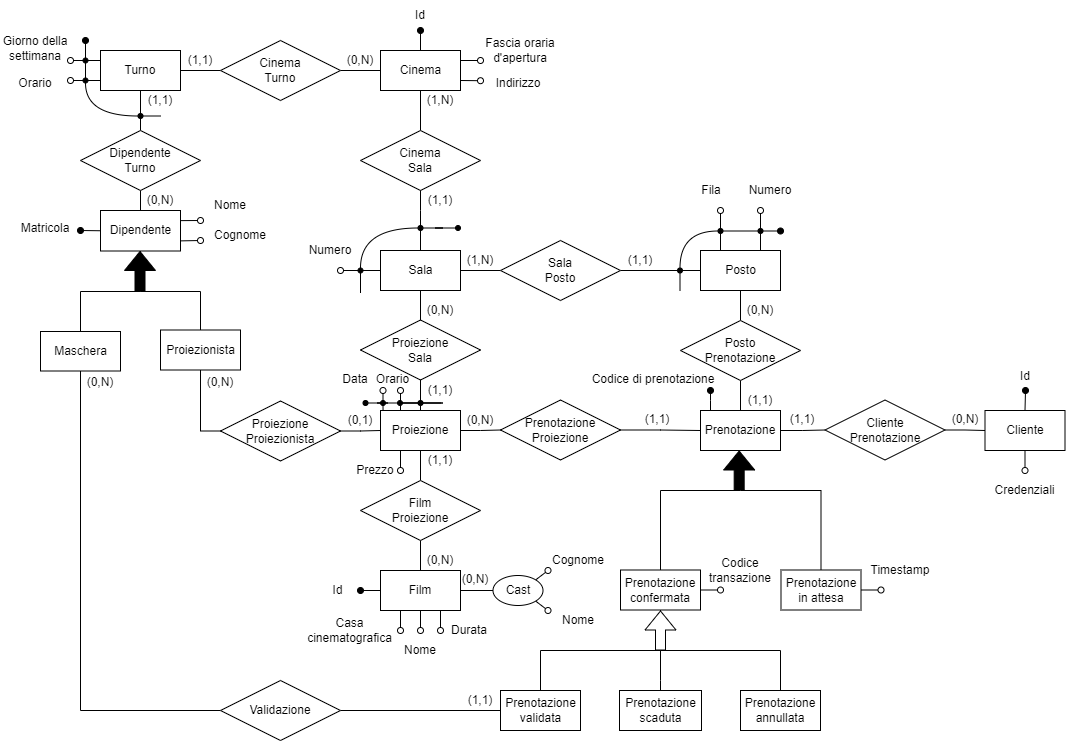 Id
Giorno della
settimana
Orario
Turno
(1,1)
Cinema
Turno
(0,N)
Cinema
Fascia oraria
d'apertura
Indirizzo
(1,1)
(1,N)
Dipendente
Turno
Cinema
Sala
(0,N)
(1,1)
Matricola
Dipendente
Nome
Cognome
Fila
Numero
Numero
Sala
(1,N)
Sala
Posto
(1,1)
Posto
(0,N)
(0,N)
Maschera
Proiezionista
Proiezione
Sala
Posto
Prenotazione
(0,N)
(0,N)
Data
Orario
(1,1)
Codice di prenotazione
(1,1)
Id
Proiezione
Proiezionista
(0,1)
Proiezione
(0,N)
Prenotazione
Proiezione
(1,1)
Prenotazione
(1,1)
Cliente
Prenotazione
(0,N)
Cliente
Prezzo
(1,1)
Credenziali
Film
Proiezione
(0,N)
Id
Film
(0,N)
Cast
Cognome
Nome
Casa
cinematografica
Nome
Durata
Prenotazione
confermata
Codice
transazione
Prenotazione
in attesa
Timestamp
Validazione
(1,1)
Prenotazione
validata
Prenotazione
scaduta
Prenotazione
annullata